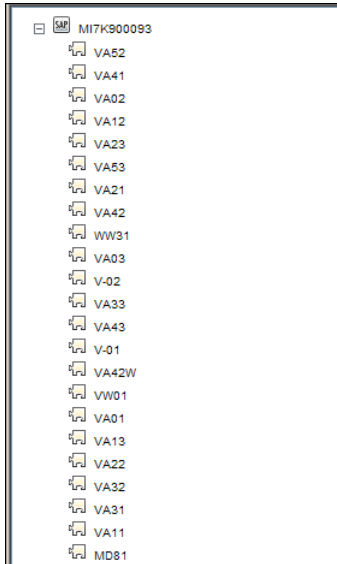 SAP MI7K900093
VA52
VA41
VA02
VA12
VA23
VA53
VA21
VA42
WW31
VA03
V-02
VA33
VA43
V-01
VA42W
VW01
VA01
VA13
VA22
VA32
VA31
VA11
MD81